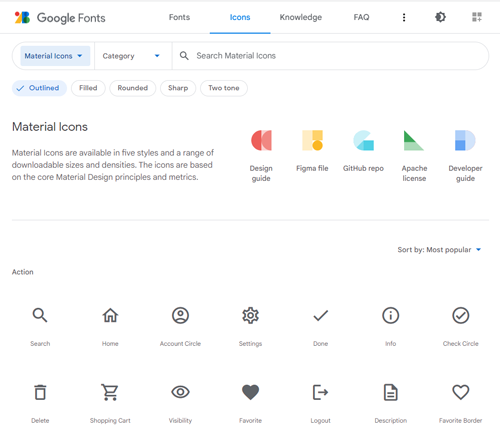 Google Fonts
Fonts Icons Knowledge FAQ
Material Icons Category Search Material Icons
Outlined Filled Rounded Sharp Two tone
Material Icons
Material Icons are available in five styles and a range of
downloadable sizes and densities. The icons are based
on the core Material Design principles and metrics.
Design guide
Figma file
GitHub repo
Apache license
Developer guide
Sort by: Most popular
Action
Search Home Account Circle Settings Done Info Check Circle
Delete Shopping Cart Visibility Favorite Logout Description Favorite Border